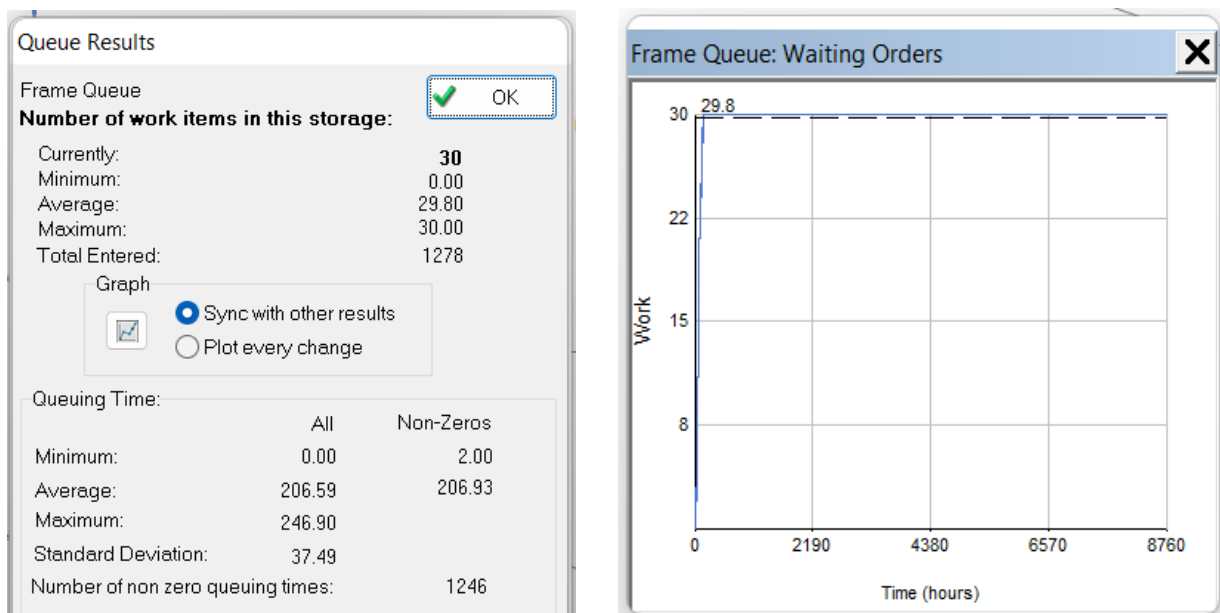 Queue Results
Frame Queue
OK
Number of work items in this storage:
Currently: 30
Minimum: 0.00
Average: 29.80
Maximum: 30.00
Total Entered: 1278
Graph
Sync with other results
Plot every change
Queuing Time:
All Non-Zeros
Minimum: 0.00 2.00
Average: 206.59 206.93
Maximum: 246.90
Standard Deviation: 37.49
Number of non zero queuing times: 1246
Frame Queue: Waiting Orders
30 29.8
22
15
8
Work
0 2190 4380 6570 8760
Time (hours)